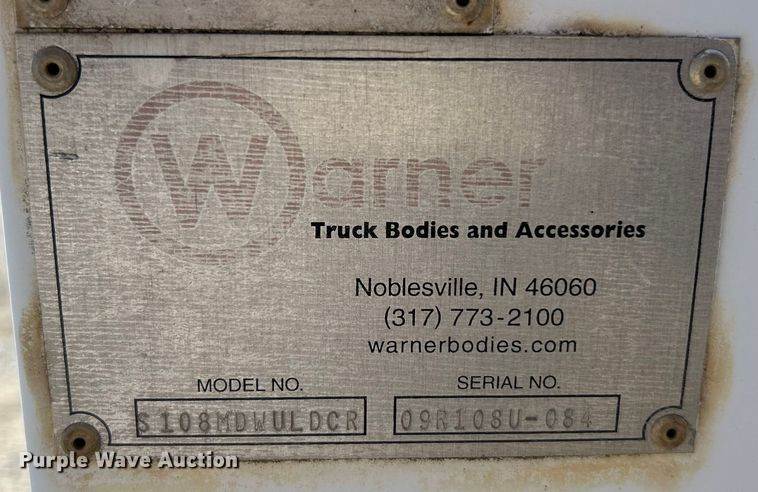 Warner
Truck Bodies and Accessories
Noblesville, IN 46060
(317) 773-2100
warnerbodies.com
MODEL NO. SERIAL NO.
S108MDWULDCR 09R108U-084
Purple Wave Auction